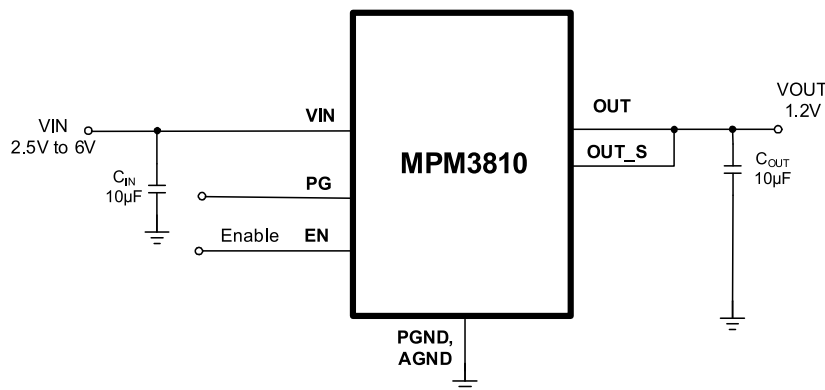 VIN
2.5V to 6V
CIN
10µF
VIN
PG
Enable
EN
MPM3810
PGND,
AGND
OUT
OUT_S
VOUT
1.2V
COUT
10µF